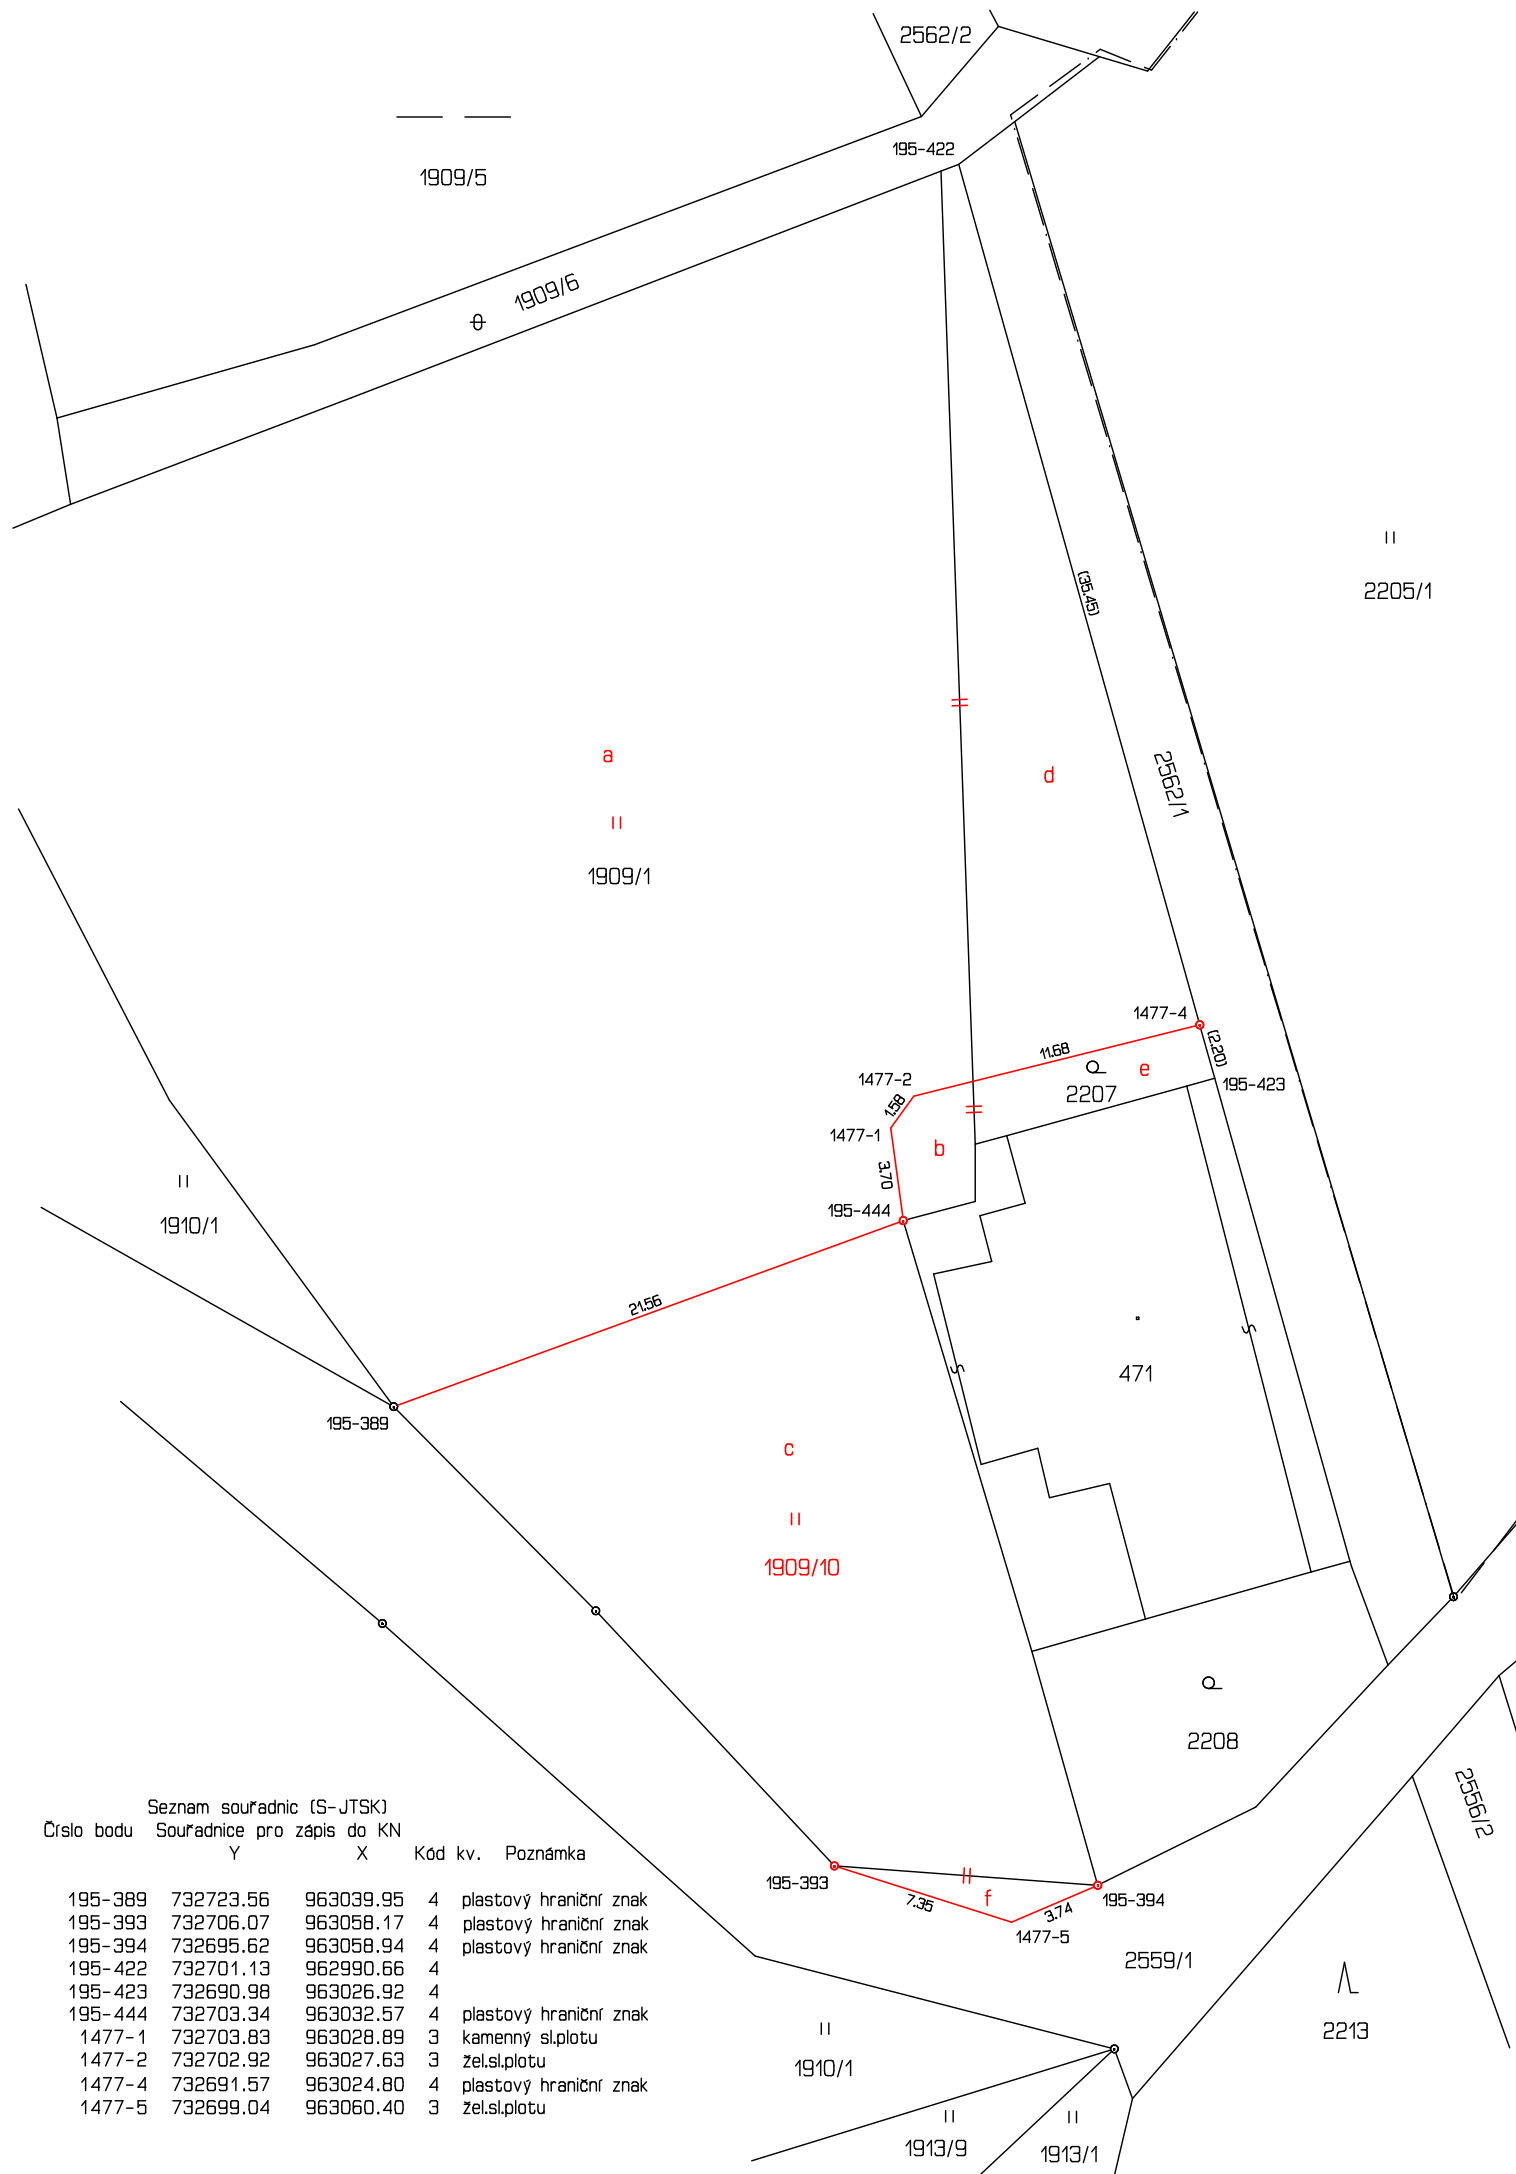 2562/2
195-422
1909/5
1909/6
(35.45)
2205/1
a
d
2562/1
1909/1
1477-4
11.68
(2.20)
e
1477-2
2207
195-423
1.58
1477-1
b
3.70
195-444
1910/1
21.56
471
195-389
c
1909/10
2208
2556/2
195-393
f
195-394
7.35
3.74
1477-5
2559/1
2213
1910/1
1913/9
1913/1
Seznam souřadnic (S-JTSK)
Číslo bodu Souřadnice pro zápis do KN
Y X Kód kv. Poznámka
195-389 732723.56 963039.95 4 plastový hraniční znak
195-393 732706.07 963058.17 4 plastový hraniční znak
195-394 732695.62 963058.94 4 plastový hraniční znak
195-422 732701.13 962990.66 4
195-423 732690.98 963026.92 4
195-444 732703.34 963032.57 4 plastový hraniční znak
1477-1 732703.83 963028.89 3 kamenný sl.plotu
1477-2 732702.92 963027.63 3 žel.sl.plotu
1477-4 732691.57 963024.80 4 plastový hraniční znak
1477-5 732699.04 963060.40 3 žel.sl.plotu